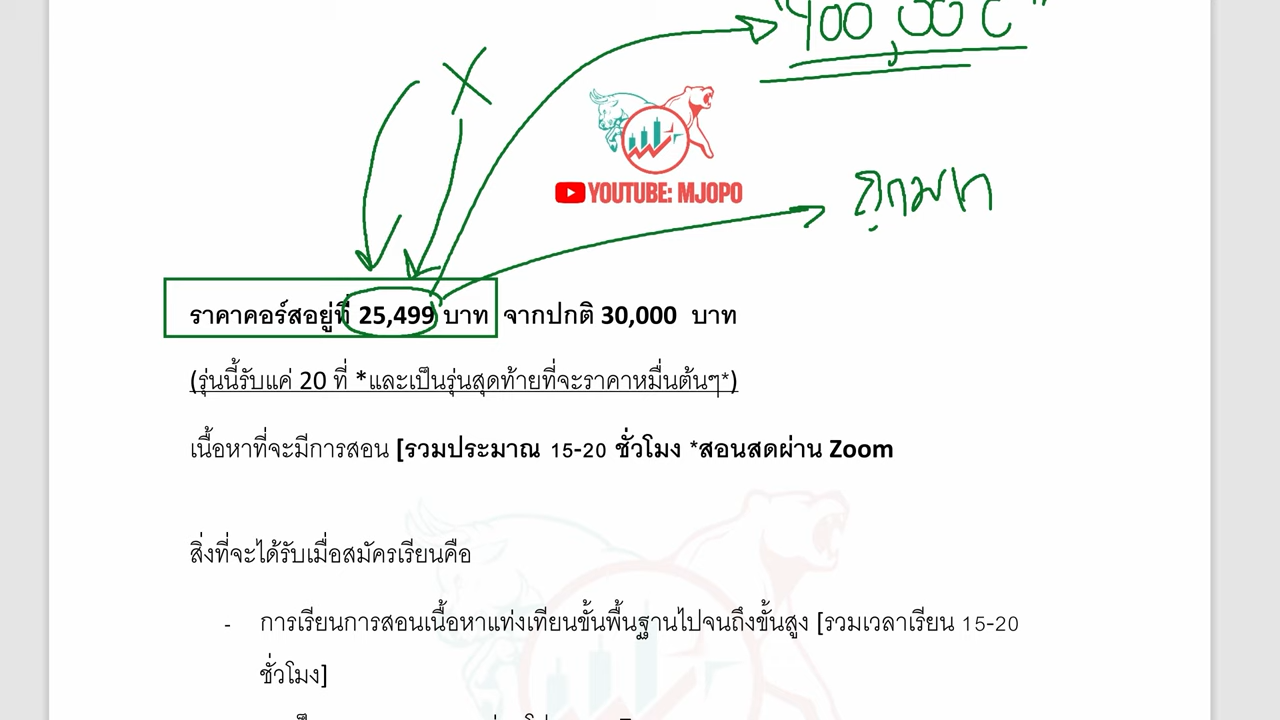 "400,000"
YOUTUBE: MJOPO
ถูกมาก
ราคาคอร์สอยู่ที่ 25,499 บาท จากปกติ 30,000 บาท
(รุ่นนี้รับแค่ 20 ที่ *และเป็นรุ่นสุดท้ายที่จะราคาหมื่นต้นๆ*)
เนื้อหาที่จะมีการสอน [รวมประมาณ 15-20 ชั่วโมง *สอนสดผ่าน Zoom
สิ่งที่จะได้รับเมื่อสมัครเรียนคือ
- การเรียนการสอนเนื้อหาแท่งเทียนขั้นพื้นฐานไปจนถึงขั้นสูง [รวมเวลาเรียน 15-20
ชั่วโมง]